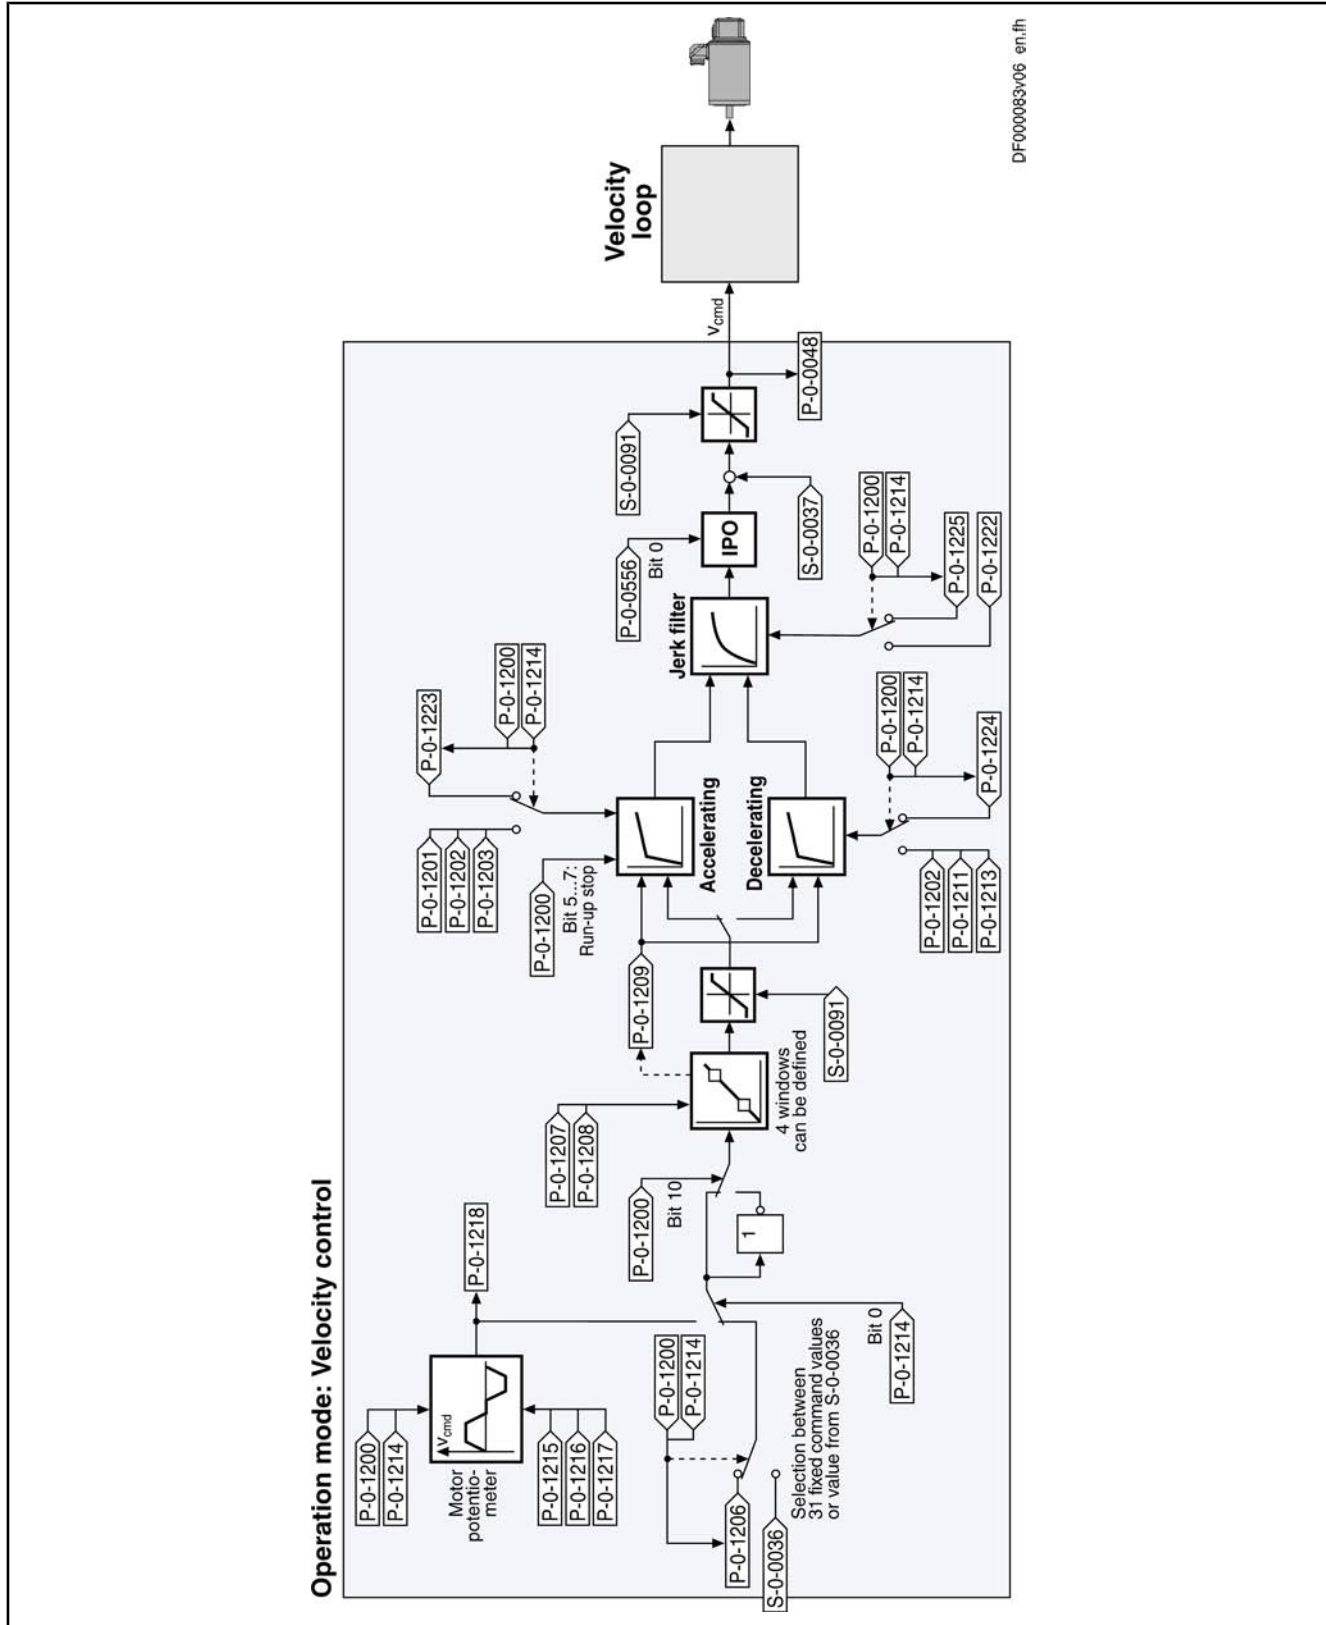 Operation mode: Velocity control
P-0-1200
P-0-1214
Motor
potentio-
meter
Vcmd
P-0-1215
P-0-1216
P-0-1217
P-0-1218
P-0-1200
P-0-1214
P-0-1206
S-0-0036
Selection between
31 fixed command values
or value from S-0-0036
Bit 0
P-0-1214
1
P-0-1200
Bit 10
P-0-1207
P-0-1208
4 windows
can be defined
P-0-1209
S-0-0091
P-0-1200
Bit 5...7:
Run-up stop
P-0-1201
P-0-1202
P-0-1203
P-0-1223
P-0-1200
P-0-1214
Accelerating
Decelerating
P-0-1202
P-0-1211
P-0-1213
P-0-1224
P-0-1200
P-0-1214
Jerk filter
P-0-1200
P-0-1214
P-0-1225
P-0-1222
P-0-0556
Bit 0
IPO
S-0-0037
S-0-0091
P-0-0048
Vcmd
Velocity
loop
DF000083v06_en.fh